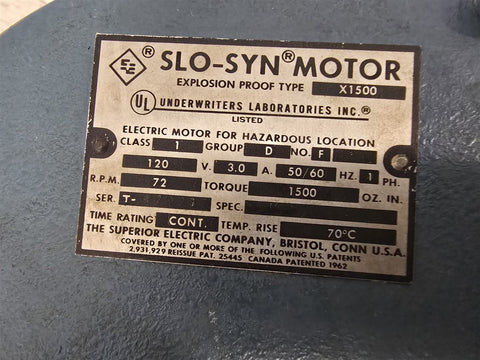 SE ® SLO-SYN® MOTOR
EXPLOSION PROOF TYPE X1500
UL UNDERWRITERS LABORATORIES INC.®
LISTED
ELECTRIC MOTOR FOR HAZARDOUS LOCATION
CLASS 1 GROUP D NO. F
120 V. 3.0 A. 50/60 HZ. 1 PH.
R.P.M. 72 TORQUE 1500 OZ. IN.
SER. T- SPEC.
TIME RATING CONT. TEMP. RISE 70°C
THE SUPERIOR ELECTRIC COMPANY, BRISTOL, CONN U.S.A.
COVERED BY ONE OR MORE OF THE FOLLOWING U.S. PATENTS
2,931,929 REISSUE PAT. 25445 CANADA PATENTED 1962